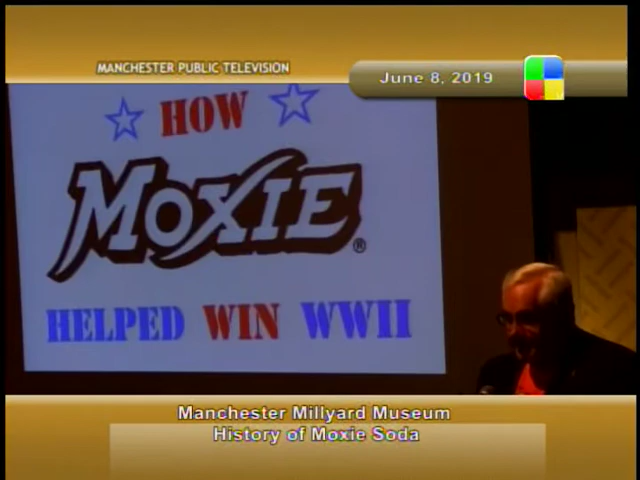 MANCHESTER PUBLIC TELEVISION
June 8, 2019
HOW
MOXIE®
HELPED WIN WWII
Manchester Millyard Museum
History of Moxie Soda